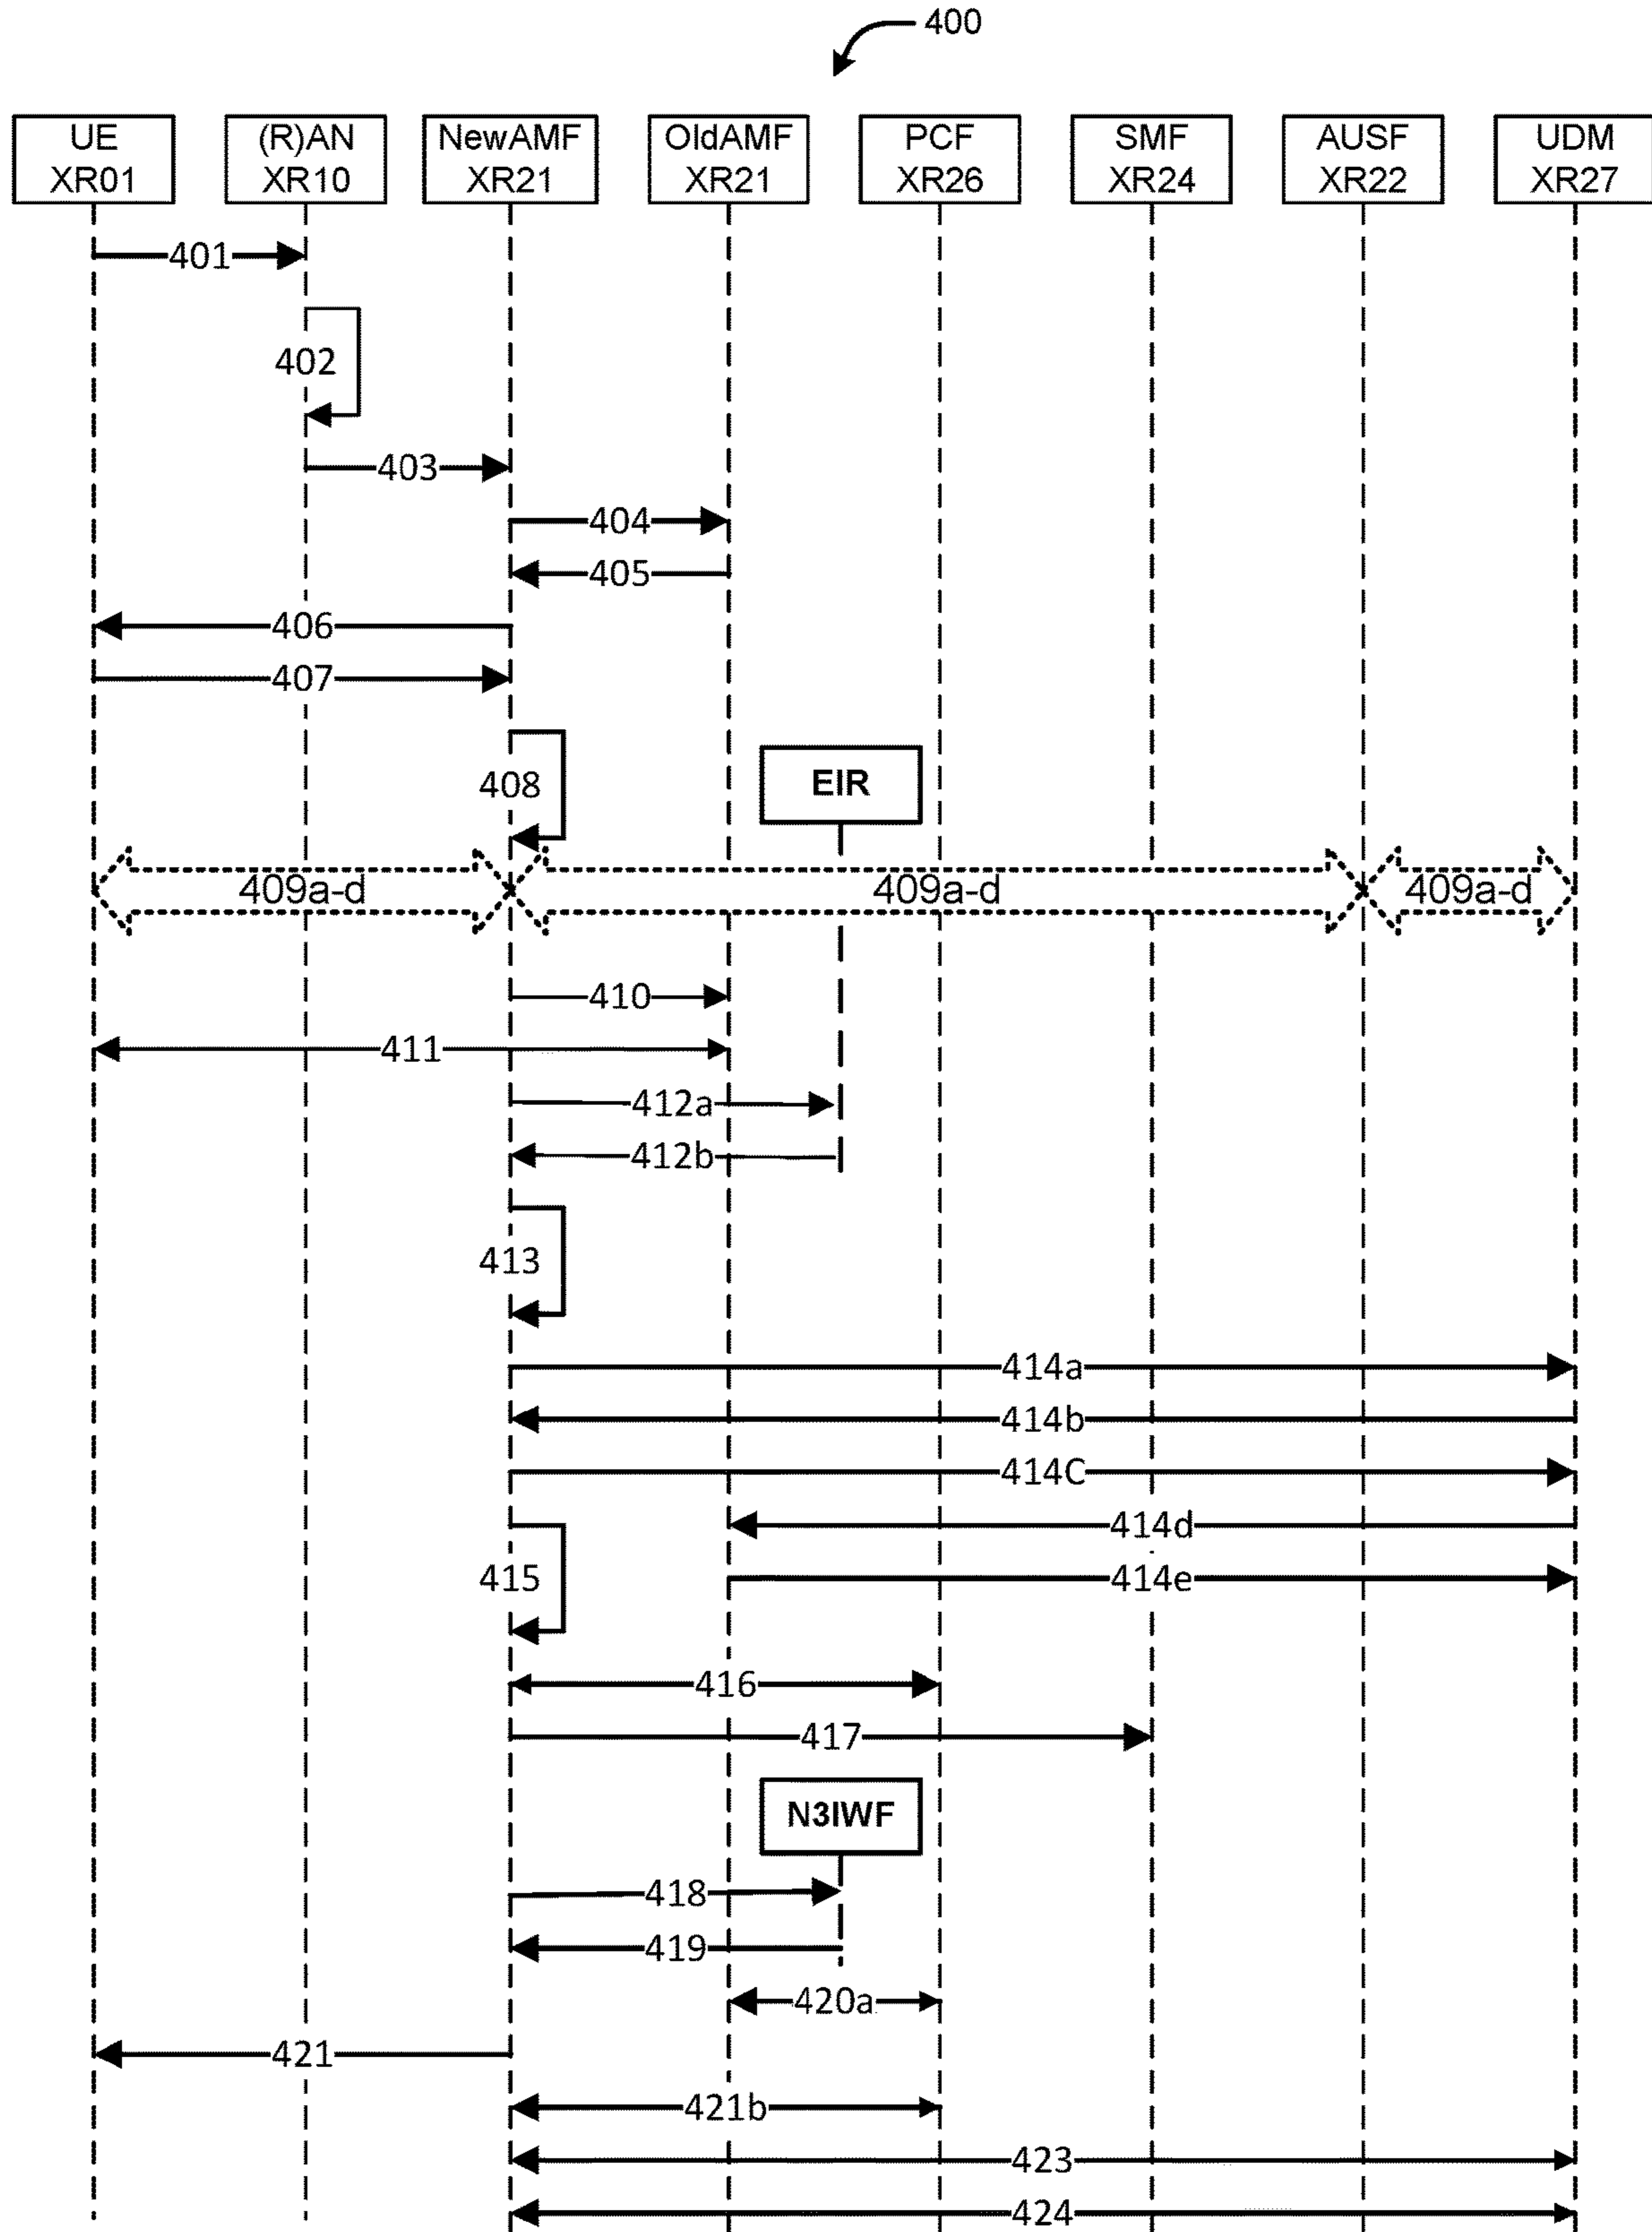 400
UE
XR01
(R)AN
XR10
NewAMF
XR21
OldAMF
XR21
PCF
XR26
SMF
XR24
AUSF
XR22
UDM
XR27
401
402
403
404
405
406
407
408
EIR
409a-d
409a-d
409a-d
410
411
412a
412b
413
414a
414b
414C
414d
415
414e
416
417
N3IWF
418
419
420a
421
421b
423
424